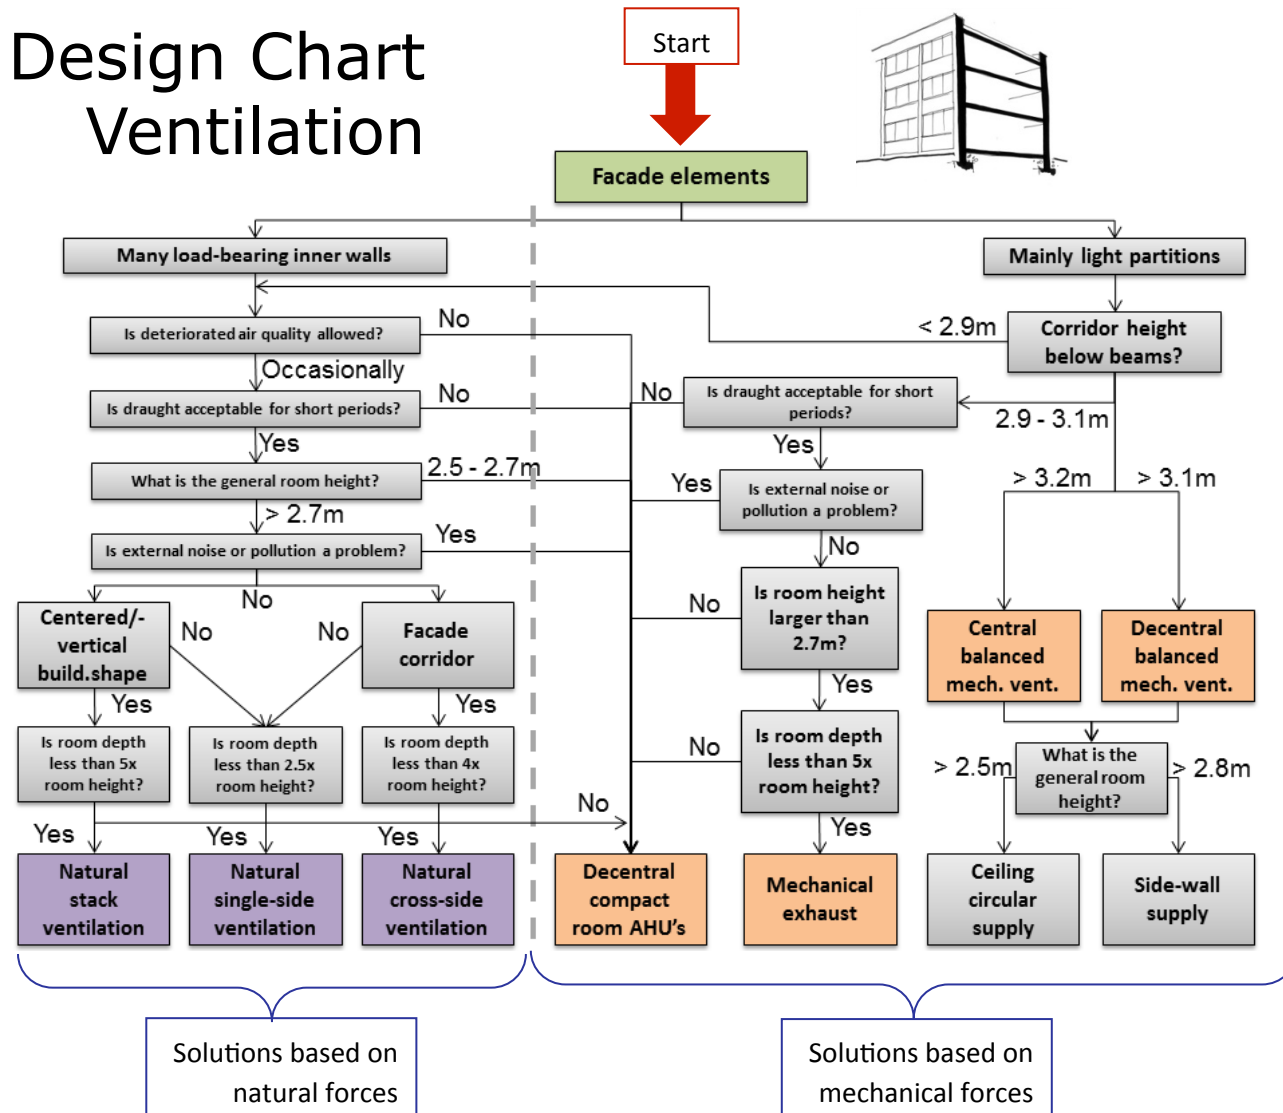 Design Chart
Ventilation
Start
Facade elements
Many load-bearing inner walls
Mainly light partitions
Is deteriorated air quality allowed?
No
< 2.9m
Corridor height
below beams?
Occasionally
Is draught acceptable for short periods?
No
No
Is draught acceptable for short
periods?
2.9 - 3.1m
Yes
Yes
What is the general room height?
2.5 - 2.7m
Yes
Is external noise or
pollution a problem?
> 3.2m
> 3.1m
> 2.7m
Is external noise or pollution a problem?
Yes
No
No
Centered/-
vertical
build.shape
No
No
Facade
corridor
No
Is room height
larger than
2.7m?
Central
balanced
mech. vent.
Decentral
balanced
mech. vent.
Yes
Yes
Yes
Is room depth
less than 5x
room height?
Is room depth
less than 2.5x
room height?
Is room depth
less than 4x
room height?
No
Is room depth
less than 5x
room height?
> 2.5m
What is the
general room
height?
> 2.8m
No
Yes
Yes
Yes
Yes
Natural
stack
ventilation
Natural
single-side
ventilation
Natural
cross-side
ventilation
Decentral
compact
room AHU's
Mechanical
exhaust
Ceiling
circular
supply
Side-wall
supply
Solutions based on
natural forces
Solutions based on
mechanical forces